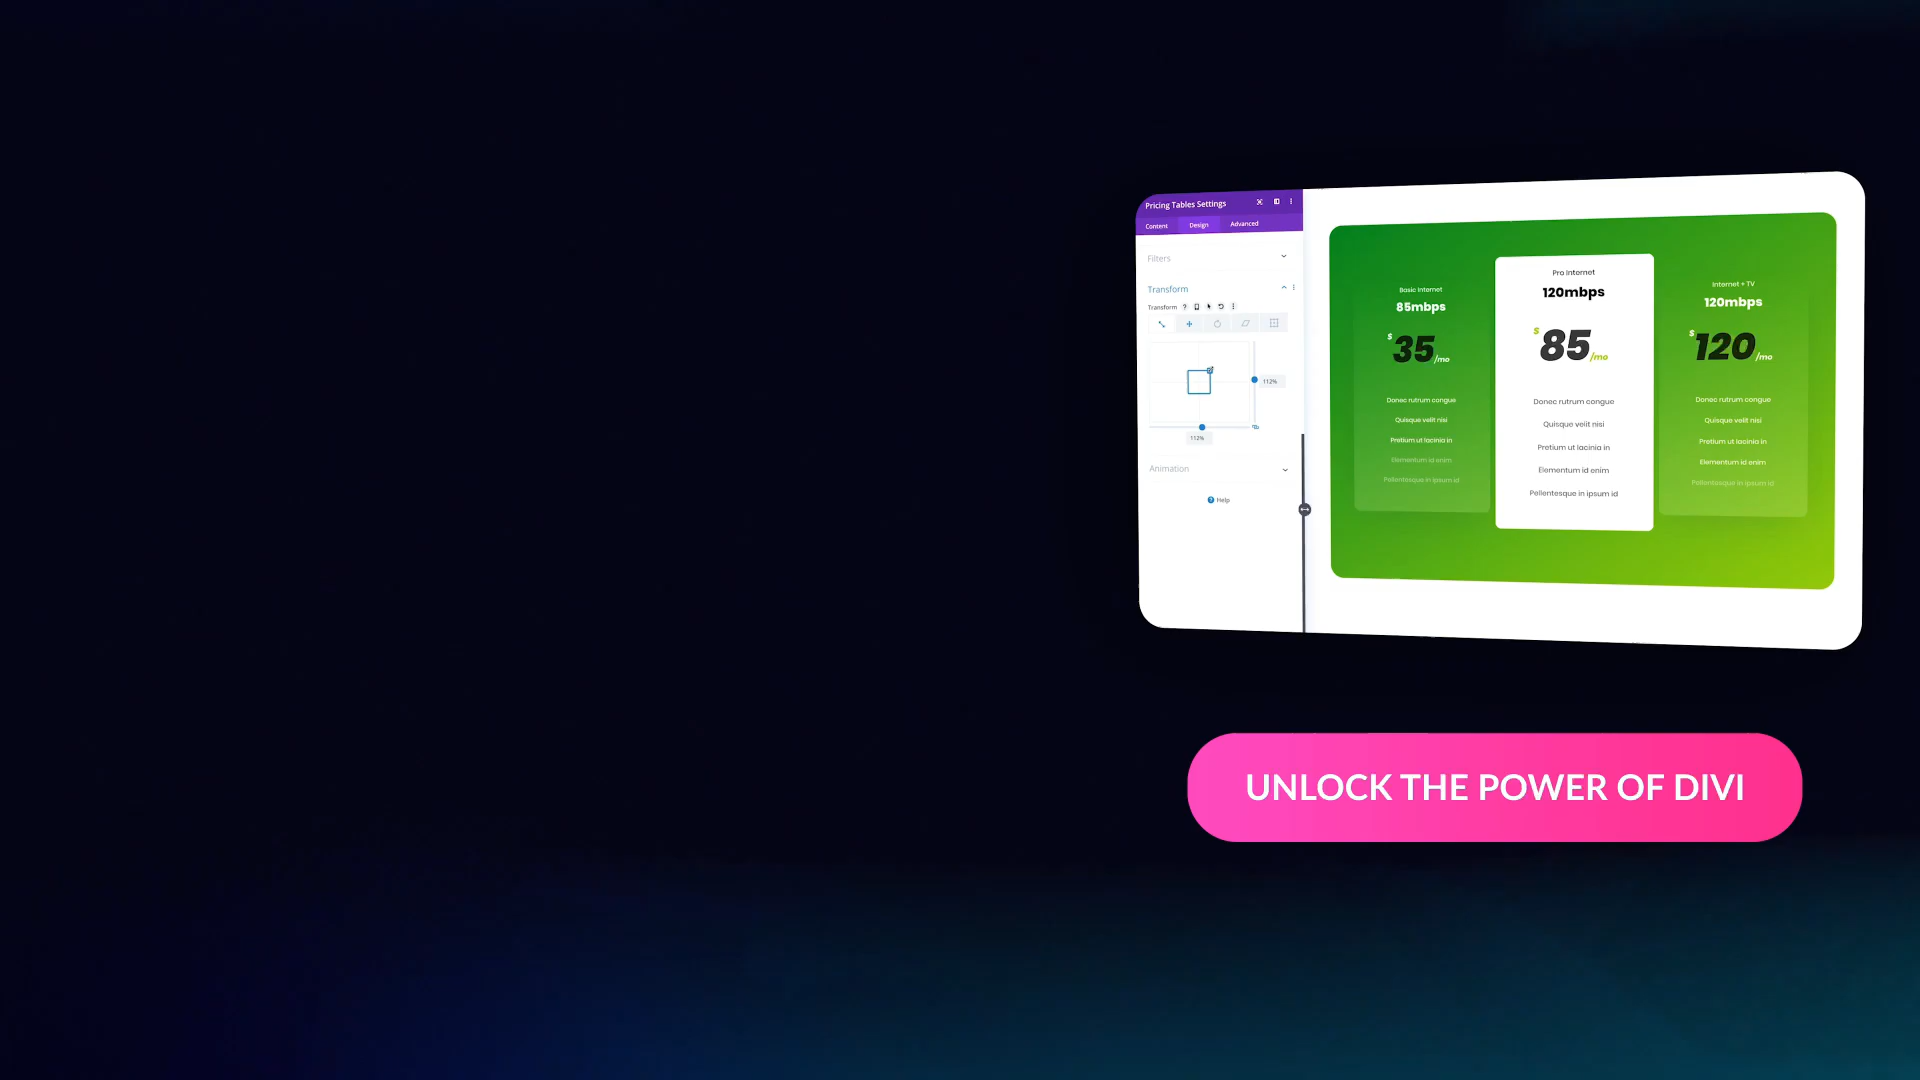 Pricing Tables Settings
Content Design Advanced
Filters
Transform
Transform ?
112%
112%
Animation
? Help
Basic Internet
85mbps
$35/mo
Donec rutrum congue
Quisque velit nisi
Pretium ut lacinia in
Elementum id enim
Pellentesque in ipsum id
Pro Internet
120mbps
$85/mo
Donec rutrum congue
Quisque velit nisi
Pretium ut lacinia in
Elementum id enim
Pellentesque in ipsum id
Internet + TV
120mbps
$120/mo
Donec rutrum congue
Quisque velit nisi
Pretium ut lacinia in
Elementum id enim
Pellentesque in ipsum id
UNLOCK THE POWER OF DIVI